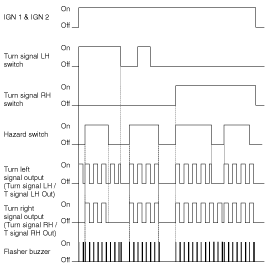 On
IGN 1 & IGN 2
Off
On
Turn signal LH
switch
Off
On
Turn signal RH
switch
Off
On
Hazard switch
Off
On
Turn left
signal output
(Turn signal LH /
T signal LH Out)
Off
On
Turn right
signal output
(Turn signal RH /
T signal RH Out)
Off
On
Flasher buzzer
Off